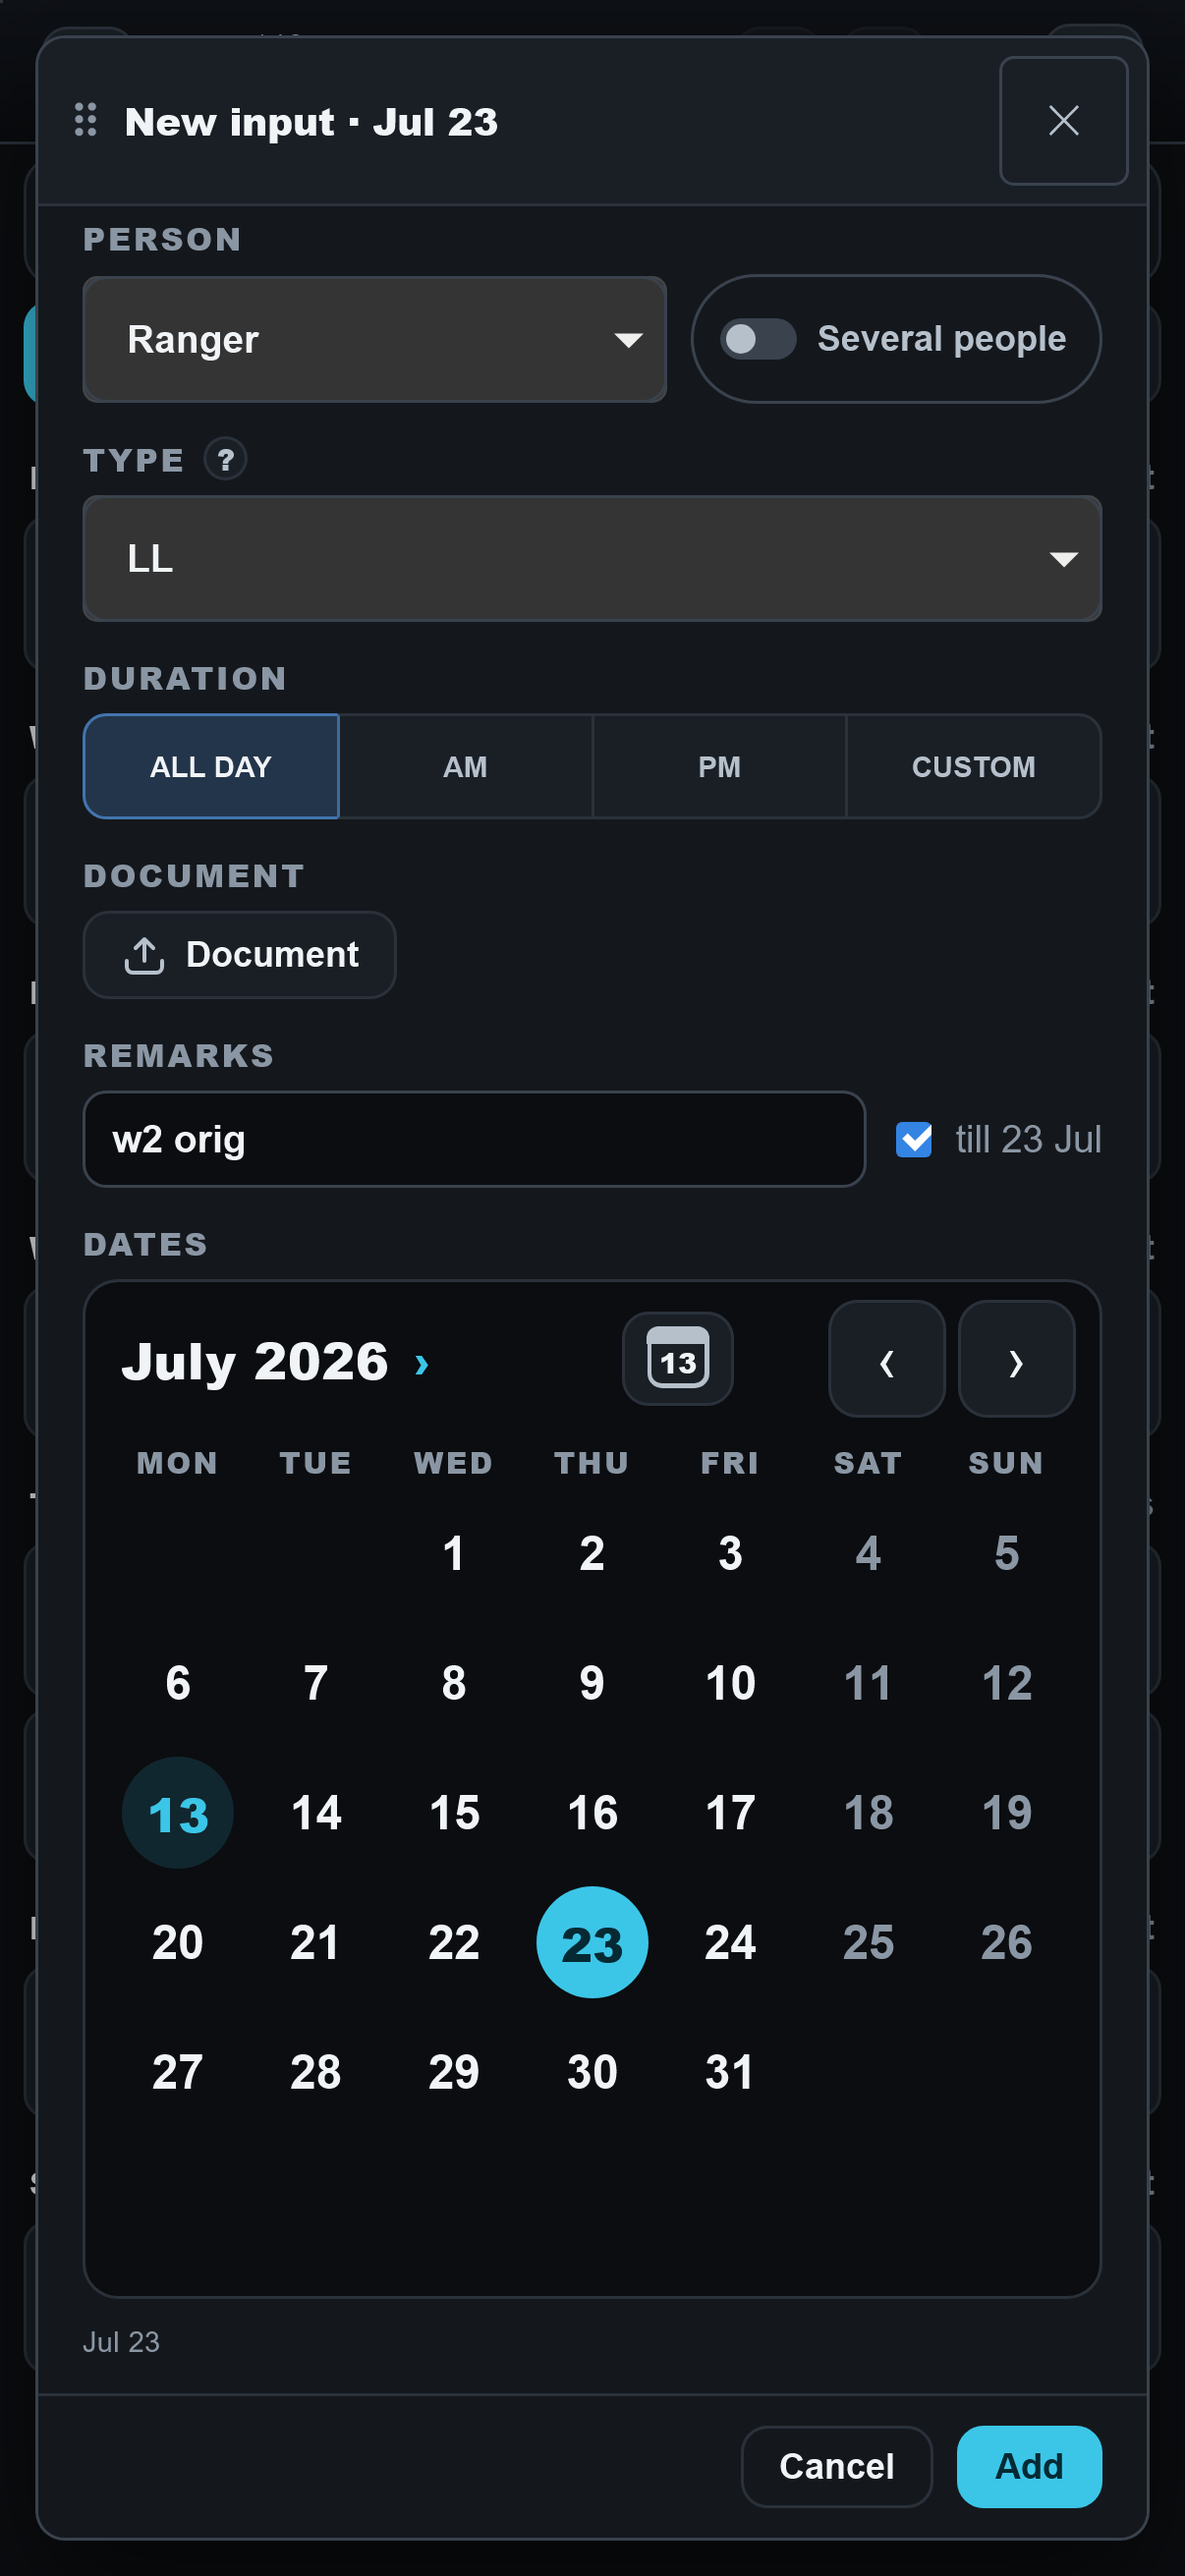 New input · Jul 23
PERSON
Ranger
Several people
TYPE ?
LL
DURATION
ALL DAY AM PM CUSTOM
DOCUMENT
Document
REMARKS
w2 orig
till 23 Jul
DATES
July 2026 ›
13
‹ ›
MON TUE WED THU FRI SAT SUN
1 2 3 4 5
6 7 8 9 10 11 12
13 14 15 16 17 18 19
20 21 22 23 24 25 26
27 28 29 30 31
Jul 23
Cancel Add